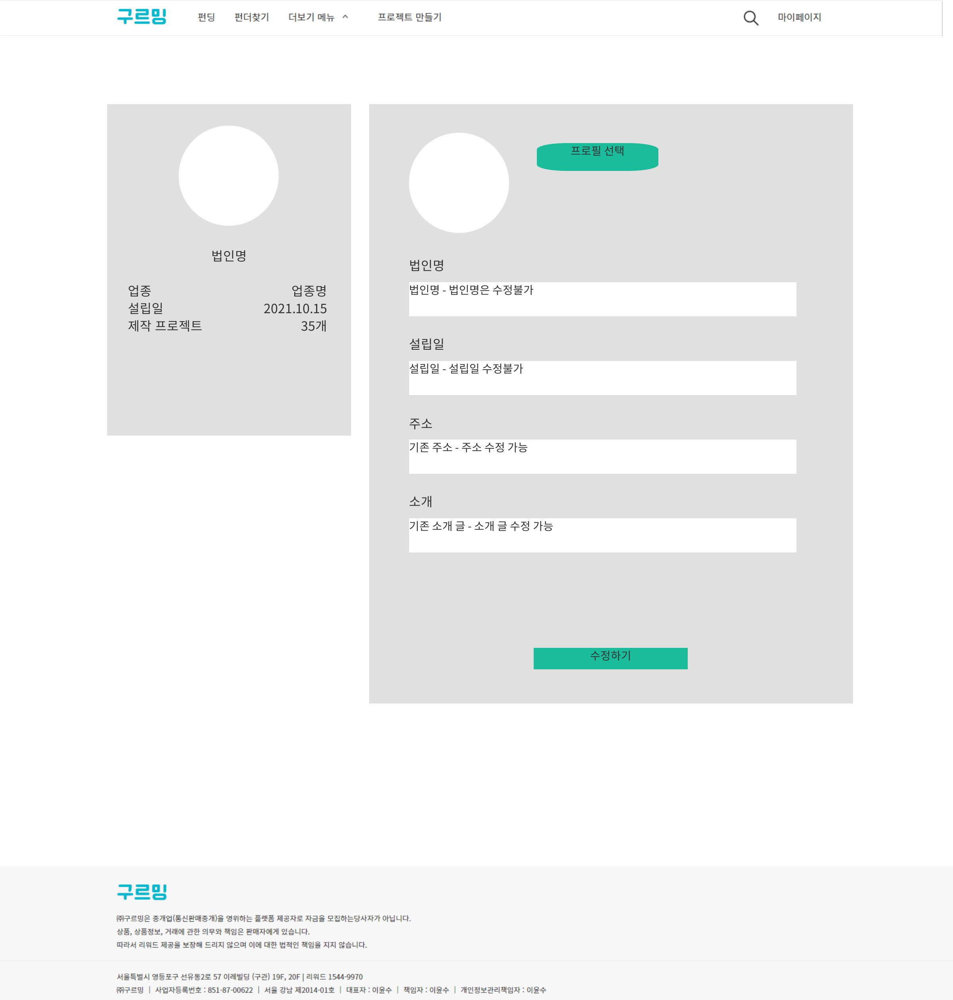 구르밍 펀딩 펀더찾기 더보기 메뉴 프로젝트 만들기 마이페이지
법인명
업종 업종명
설립일 2021.10.15
제작 프로젝트 35개
프로필 선택
법인명
법인명 - 법인명은 수정불가
설립일
설립일 - 설립일 수정불가
주소
기존 주소 - 주소 수정 가능
소개
기존 소개 글 - 소개 글 수정 가능
수정하기
구르밍
㈜구르밍은 중개업(통신판매중개)을 영위하는 플랫폼 제공자로 자금을 모집하는당사자가 아닙니다.
상품, 상품정보, 거래에 관한 의무와 책임은 판매자에게 있습니다.
따라서 리워드 제공을 보장해 드리지 않으며 이에 대한 법적인 책임을 지지 않습니다.
서울특벌시 영등포구 선유동2로 57 이레빌딩 (구관) 19F, 20F | 리워드 1544-9970
㈜구르밍 | 사업자등록번호 : 851-87-00622 | 서울 강남 제2014-01호 | 대표자 : 이윤수 | 책임자 : 이윤수 | 개인정보관리책임자 : 이윤수